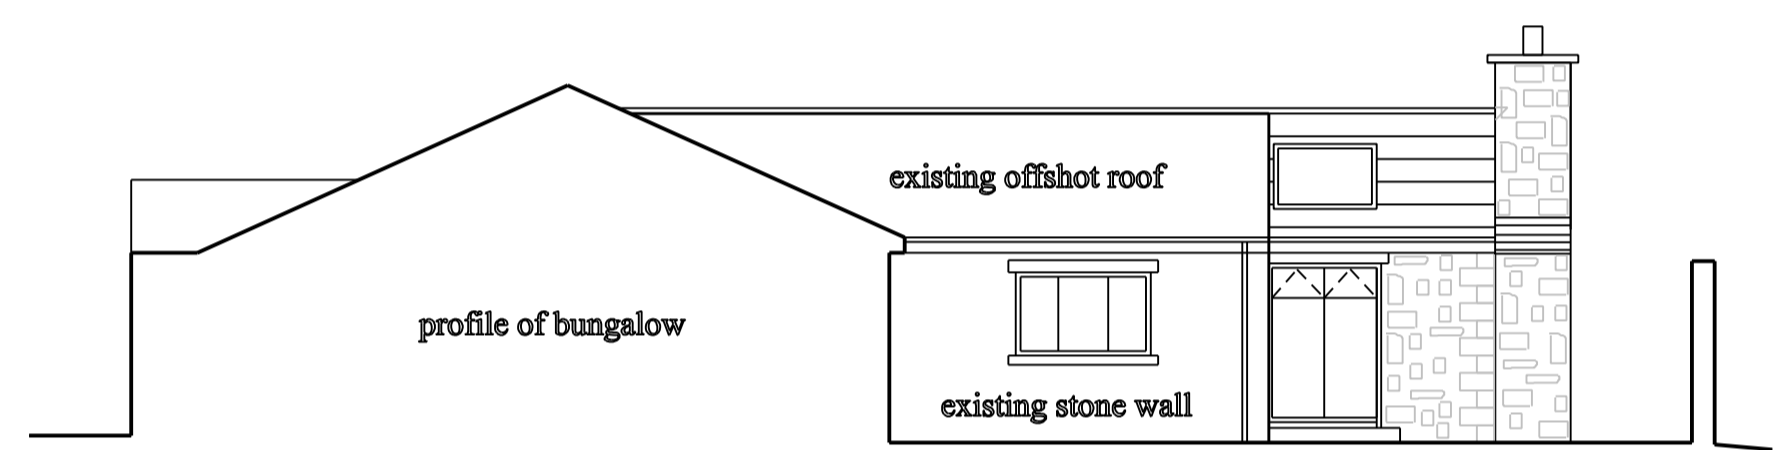 existing offshot roof
profile of bungalow
existing stone wall